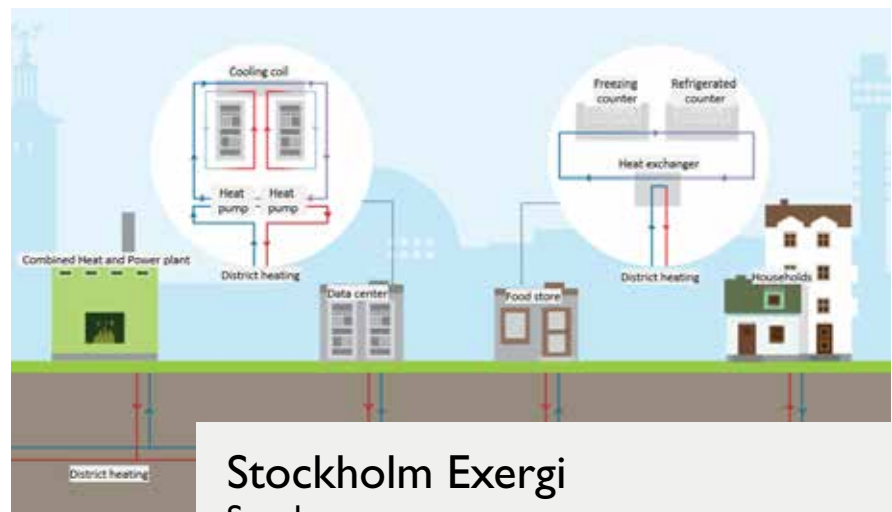 Cooling coil
Heat pump
Heat pump
District heating
Freezing counter
Refrigerated counter
Heat exchanger
District heating
Combined Heat and Power plant
Data center
Food store
Households
District heating
Stockholm Exergi